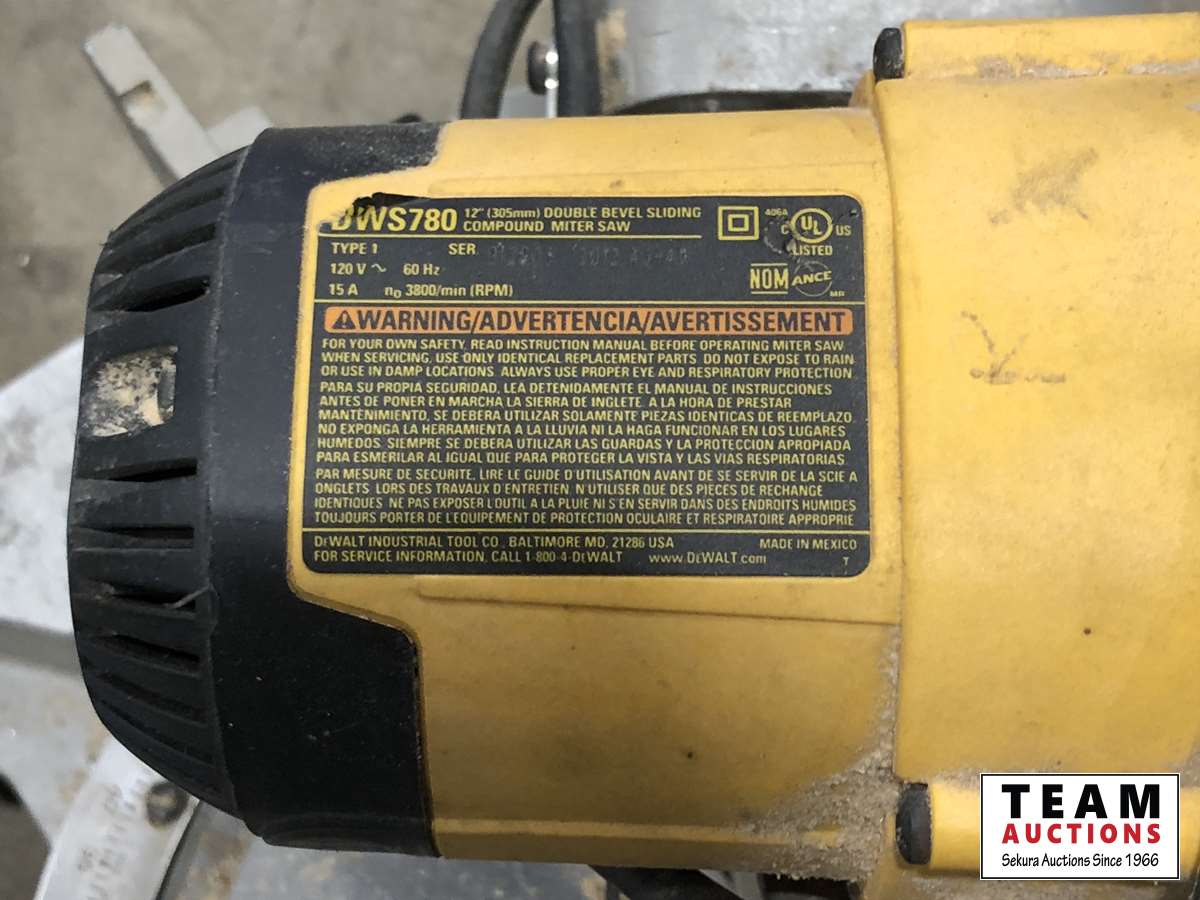 DWS780 12" (305mm) DOUBLE BEVEL SLIDING
COMPOUND MITER SAW
406A
C UL US
LISTED
TYPE 1 SER.
120 V ~ 60 Hz
15 A n0 3800/min (RPM)
NOM ANCE
MR
WARNING/ADVERTENCIA/AVERTISSEMENT
FOR YOUR OWN SAFETY, READ INSTRUCTION MANUAL BEFORE OPERATING MITER SAW.
WHEN SERVICING, USE ONLY IDENTICAL REPLACEMENT PARTS. DO NOT EXPOSE TO RAIN
OR USE IN DAMP LOCATIONS. ALWAYS USE PROPER EYE AND RESPIRATORY PROTECTION.
PARA SU PROPIA SEGURIDAD, LEA DETENIDAMENTE EL MANUAL DE INSTRUCCIONES
ANTES DE PONER EN MARCHA LA SIERRA DE INGLETE. A LA HORA DE PRESTAR
MANTENIMIENTO, SE DEBERA UTILIZAR SOLAMENTE PIEZAS IDENTICAS DE REEMPLAZO.
NO EXPONGA LA HERRAMIENTA A LA LLUVIA NI LA HAGA FUNCIONAR EN LOS LUGARES
HUMEDOS. SIEMPRE SE DEBERA UTILIZAR LAS GUARDAS Y LA PROTECCION APROPIADA
PARA ESMERILAR AL IGUAL QUE PARA PROTEGER LA VISTA Y LAS VIAS RESPIRATORIAS.
PAR MESURE DE SECURITE, LIRE LE GUIDE D'UTILISATION AVANT DE SE SERVIR DE LA SCIE A
ONGLETS. LORS DES TRAVAUX D'ENTRETIEN, N'UTILISER QUE DES PIECES DE RECHANGE
IDENTIQUES. NE PAS EXPOSER L'OUTIL A LA PLUIE NI S'EN SERVIR DANS DES ENDROITS HUMIDES.
TOUJOURS PORTER DE L'EQUIPEMENT DE PROTECTION OCULAIRE ET RESPIRATOIRE APPROPRIE.
DEWALT INDUSTRIAL TOOL CO., BALTIMORE MD, 21286 USA MADE IN MEXICO
FOR SERVICE INFORMATION, CALL 1-800-4-DEWALT www.DEWALT.com T
TEAM
AUCTIONS
Sekura Auctions Since 1966